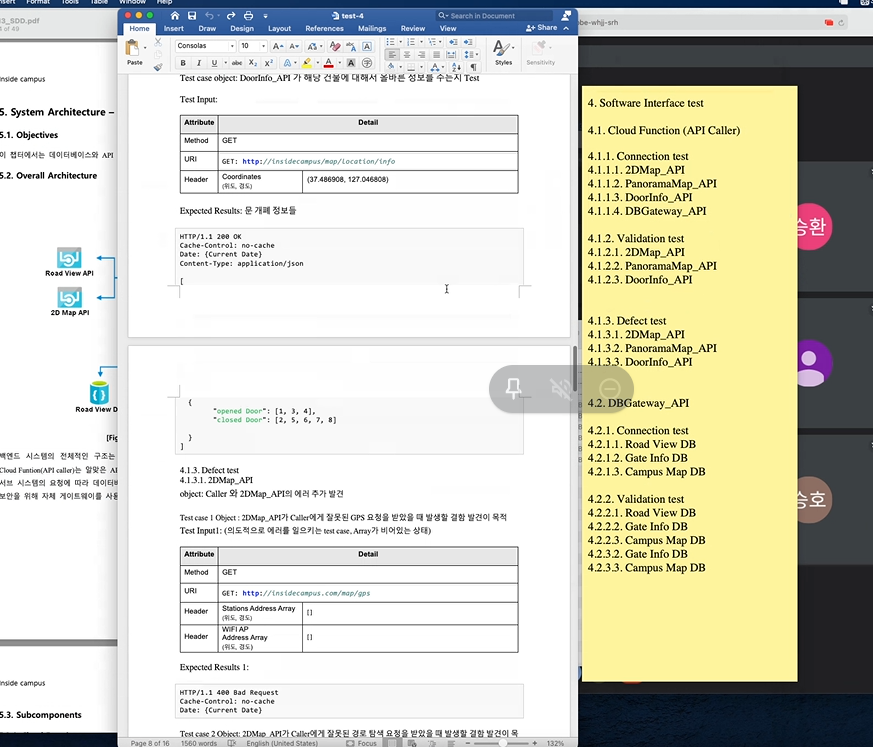 Format Tools Table Window Help
3_SDD.pdf
of 49
nside campus
5. System Architecture –
5.1. Objectives
이 챕터에서는 데이터베이스와 API
5.2. Overall Architecture
Road View API
2D Map API
Road View D
[Fig
백엔드 시스템의 전체적인 구조는
Cloud Funtion(API caller)는 알맞은 AP
서브 시스템의 요청에 따라 데이터베
보안을 위해 자체 게이트웨이를 사용
nside campus
5.3. Subcomponents
test-4
Search in Document
Home Insert Draw Design Layout References Mailings Review View
Share
Paste
Consolas
10
Styles
Sensitivity
Test case object: DoorInfo_API 가 해당 건물에 대해서 올바른 정보를 주는지 Test
Test Input:
Attribute Detail
Method GET
URI GET: http://insidecampus/map/location/info
Header Coordinates (위도, 경도) (37.486908, 127.046808)
Expected Results: 문 개폐 정보들
HTTP/1.1 200 OK
Cache-Control: no-cache
Date: {Current Date}
Content-Type: application/json
[
{
"opened Door": [1, 3, 4],
"closed Door": [2, 5, 6, 7, 8]
}
]
4.1.3. Defect test
4.1.3.1. 2DMap_API
object: Caller 와 2DMap_API의 에러 추가 발견
Test case 1 Object : 2DMap_API가 Caller에게 잘못된 GPS 요청을 받았을 때 발생할 결함 발견이 목적
Test Input1: (의도적으로 에러를 일으키는 test case, Array가 비어있는 상태)
Attribute Detail
Method GET
URI GET: http://insidecampus.com/map/gps
Header Stations Address Array (위도, 경도) []
Header WIFI AP Address Array (위도, 경도) []
Expected Results 1:
HTTP/1.1 400 Bad Request
Cache-Control: no-cache
Date: {Current Date}
Test case 2 Object: 2DMap_API가 Caller에게 잘못된 경로 탐색 요청을 받았을 때 발생할 결함 발견이 목
Page 8 of 16 1560 words English (United States) Focus 132%
obe-whjj-srh
4. Software Interface test
4.1. Cloud Function (API Caller)
4.1.1. Connection test
4.1.1.1. 2DMap_API
4.1.1.2. PanoramaMap_API
4.1.1.3. DoorInfo_API
4.1.1.4. DBGateway_API
4.1.2. Validation test
4.1.2.1. 2DMap_API
4.1.2.2. PanoramaMap_API
4.1.2.3. DoorInfo_API
4.1.3. Defect test
4.1.3.1. 2DMap_API
4.1.3.2. PanoramaMap_API
4.1.3.3. DoorInfo_API
4.2. DBGateway_API
4.2.1. Connection test
4.2.1.1. Road View DB
4.2.1.2. Gate Info DB
4.2.1.3. Campus Map DB
4.2.2. Validation test
4.2.2.1. Road View DB
4.2.2.2. Gate Info DB
4.2.2.3. Campus Map DB
4.2.3.2. Gate Info DB
4.2.3.3. Campus Map DB
승환
승호